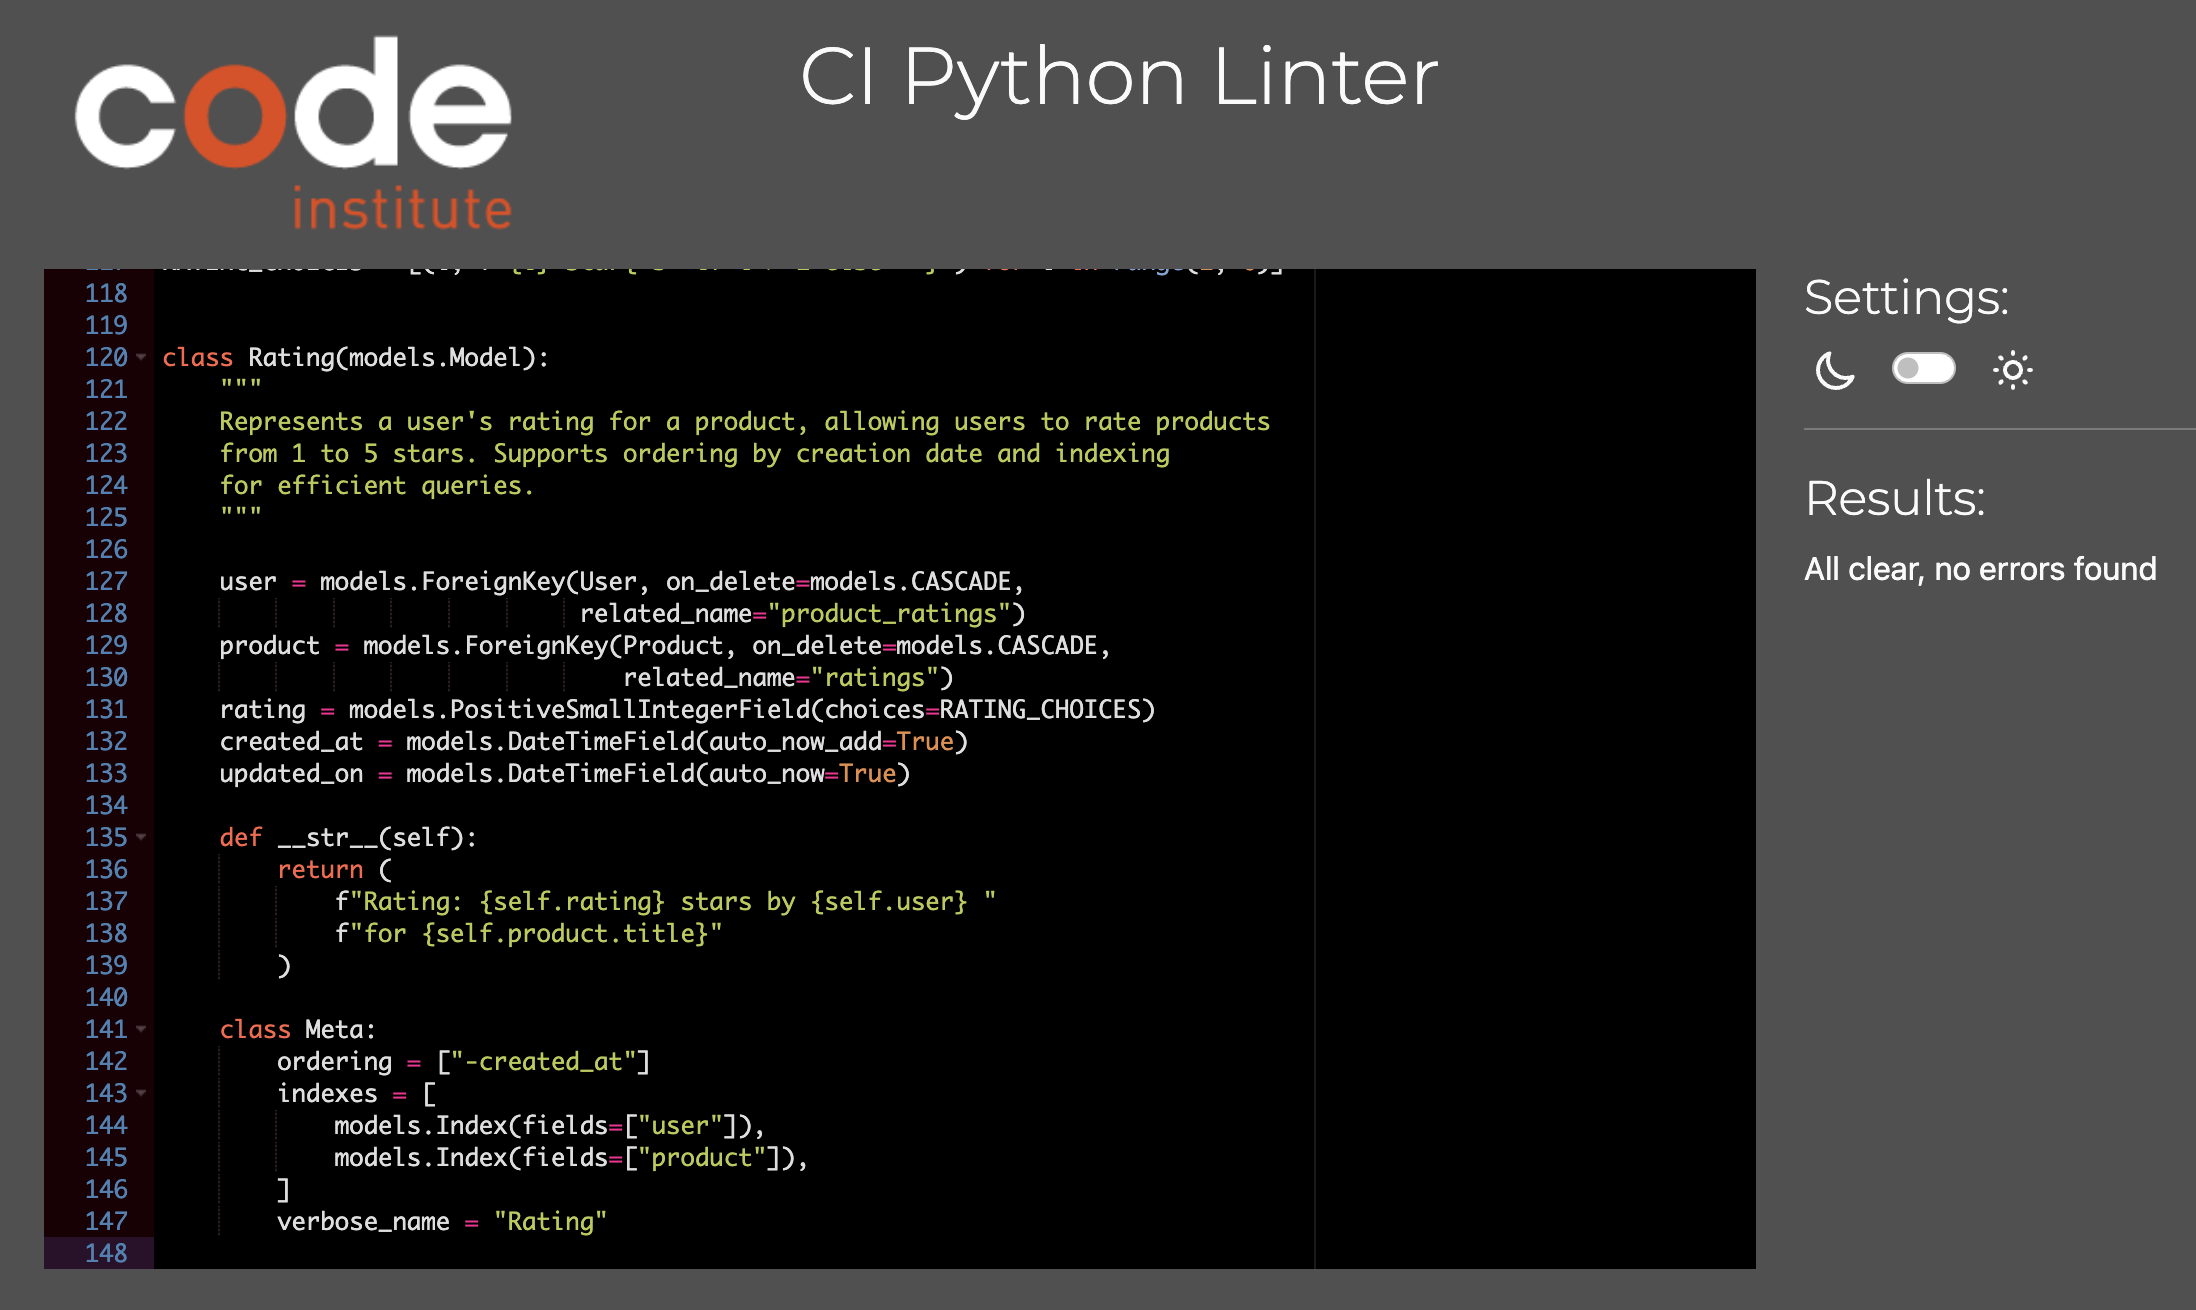 code
institute
CI Python Linter
118
119
120 class Rating(models.Model):
121     """
122     Represents a user's rating for a product, allowing users to rate products
123     from 1 to 5 stars. Supports ordering by creation date and indexing
124     for efficient queries.
125     """
126
127     user = models.ForeignKey(User, on_delete=models.CASCADE,
128                              related_name="product_ratings")
129     product = models.ForeignKey(Product, on_delete=models.CASCADE,
130                                 related_name="ratings")
131     rating = models.PositiveSmallIntegerField(choices=RATING_CHOICES)
132     created_at = models.DateTimeField(auto_now_add=True)
133     updated_on = models.DateTimeField(auto_now=True)
134
135     def __str__(self):
136         return (
137             f"Rating: {self.rating} stars by {self.user} "
138             f"for {self.product.title}"
139         )
140
141     class Meta:
142         ordering = ["-created_at"]
143         indexes = [
144             models.Index(fields=["user"]),
145             models.Index(fields=["product"]),
146         ]
147         verbose_name = "Rating"
148
Settings:
Results:
All clear, no errors found